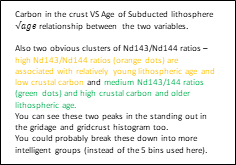 Carbon in the crust VS Age of Subducted lithosphere
√age relationship between the two variables.
Also two obvious clusters of Nd143/Nd144 ratios –
high Nd143/Nd144 ratios (orange dots) are
associated with relatively young lithospheric age and
low crustal carbon and medium Nd143/144 ratios
(green dots) and high crustal carbon and older
lithospheric age.
You can see these two peaks in the standing out in
the gridage and gridcrust histogram too.
You could probably break these down into more
intelligent groups (instead of the 5 bins used here).